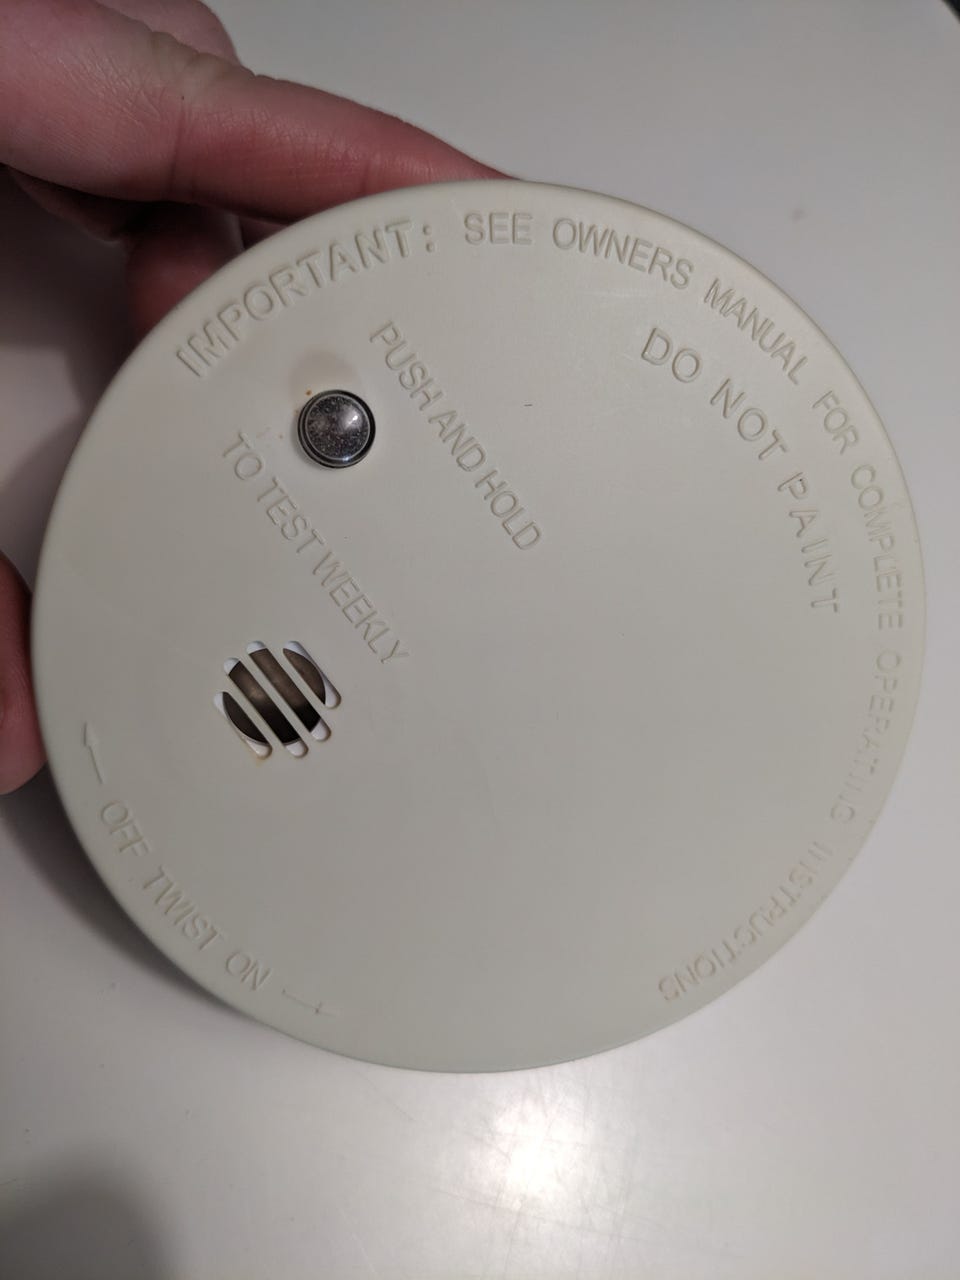 IMPORTANT: SEE OWNERS MANUAL FOR COMPLETE OPERATING INSTRUCTIONS
DO NOT PAINT
PUSH AND HOLD
TO TEST WEEKLY
← OFF TWIST ON →